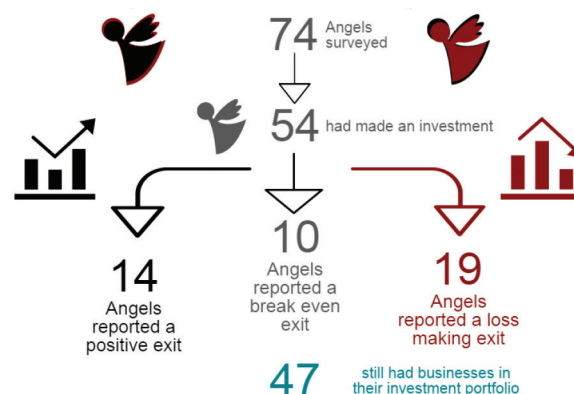 74 Angels
surveyed
54 had made an investment
14
Angels
reported a
positive exit
10
Angels
reported a
break even
exit
19
Angels
reported a loss
making exit
47 still had businesses in
their investment portfolio